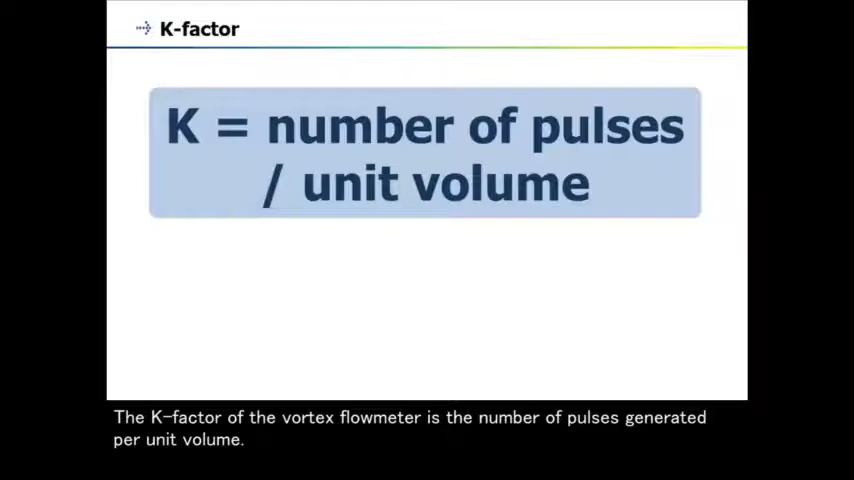 K-factor
K = number of pulses
/ unit volume
The K-factor of the vortex flowmeter is the number of pulses generated
per unit volume.